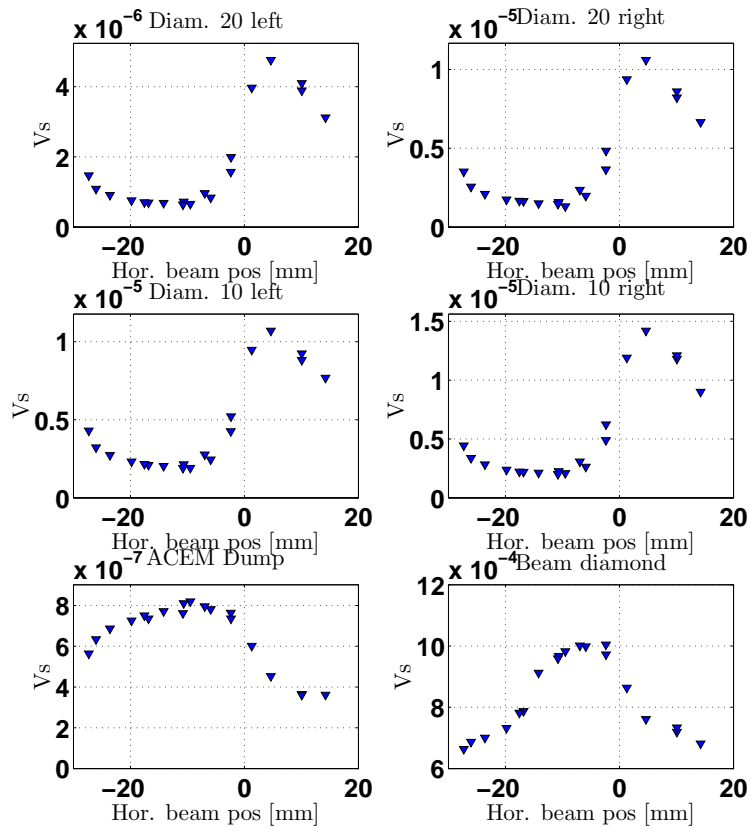 x 10⁻⁶ Diam. 20 left
4
2
0
Vs
−20 0 20
Hor. beam pos [mm]
x 10⁻⁵ Diam. 20 right
1
0.5
0
Vs
−20 0 20
Hor. beam pos [mm]
x 10⁻⁵ Diam. 10 left
1
0.5
0
Vs
−20 0 20
Hor. beam pos [mm]
x 10⁻⁵ Diam. 10 right
1.5
1
0.5
0
Vs
−20 0 20
Hor. beam pos [mm]
x 10⁻⁷ ACEM Dump
8
6
4
2
0
Vs
−20 0 20
Hor. beam pos [mm]
x 10⁻⁴ Beam diamond
12
10
8
6
Vs
−20 0 20
Hor. beam pos [mm]